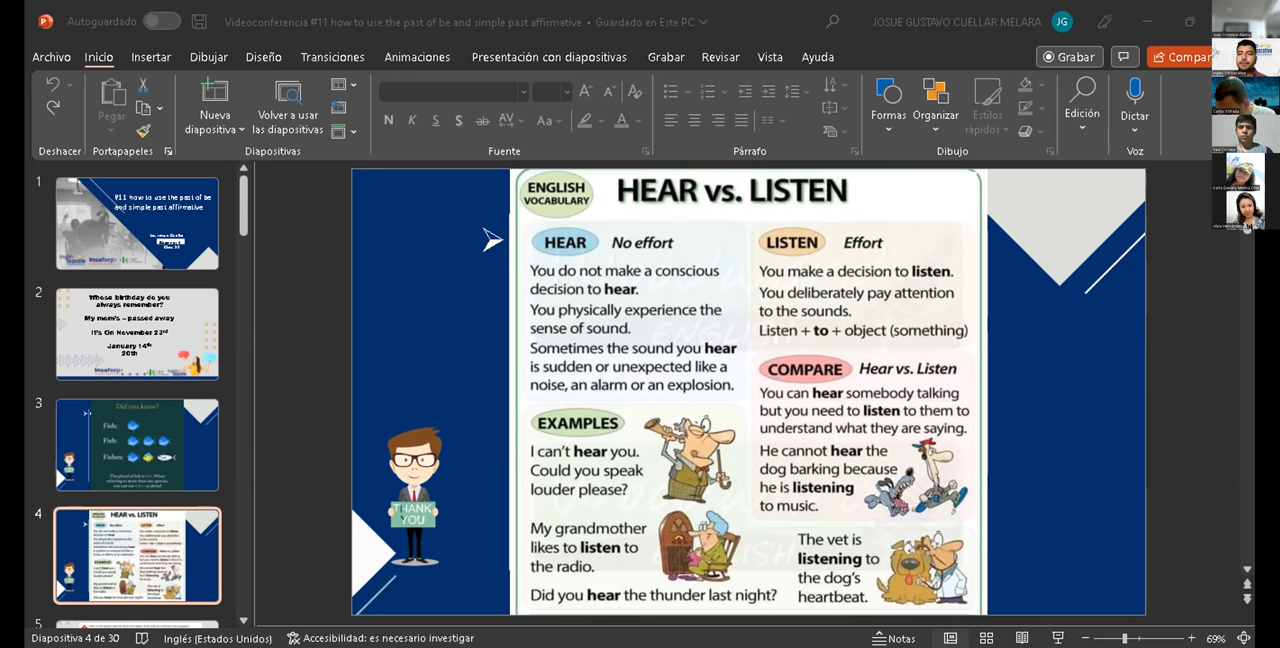 Autoguardado
Videoconferencia #11 how to use the past of be and simple past affirmative • Guardado en Este PC
JOSUE GUSTAVO CUELLAR MELARA
JG
Archivo Inicio Insertar Dibujar Diseño Transiciones Animaciones Presentación con diapositivas Grabar Revisar Vista Ayuda
Grabar
Compar
Pegar
Nueva
diapositiva
Volver a usar
las diapositivas
N K S S ab AV Aa A
Formas
Organizar
Estilos
rápidos
Edición
Dictar
Deshacer
Portapapeles
Diapositivas
Fuente
Párrafo
Dibujo
Voz
1
#11 how to use the past of be
and simple past affirmative
2
Whose birthday do you
always remember?
My mom's – passed away
It's On November 23rd
January 14th
20th
Insaforp
3
Did you know?
Fish:
Fish:
Fishes:
4
5
ENGLISH
VOCABULARY
HEAR vs. LISTEN
HEAR No effort
You do not make a conscious
decision to hear.
You physically experience the
sense of sound.
Sometimes the sound you hear
is sudden or unexpected like a
noise, an alarm or an explosion.
LISTEN Effort
You make a decision to listen.
You deliberately pay attention
to the sounds.
Listen + to + object (something)
COMPARE Hear vs. Listen
You can hear somebody talking
but you need to listen to them to
understand what they are saying.
He cannot hear the
dog barking because
he is listening
to music.
EXAMPLES
I can't hear you.
Could you speak
louder please?
My grandmother
likes to listen to
the radio.
The vet is
listening to
the dog's
heartbeat.
Did you hear the thunder last night?
THANK
YOU
Diapositiva 4 de 30
Inglés (Estados Unidos)
Accesibilidad: es necesario investigar
Notas
69%